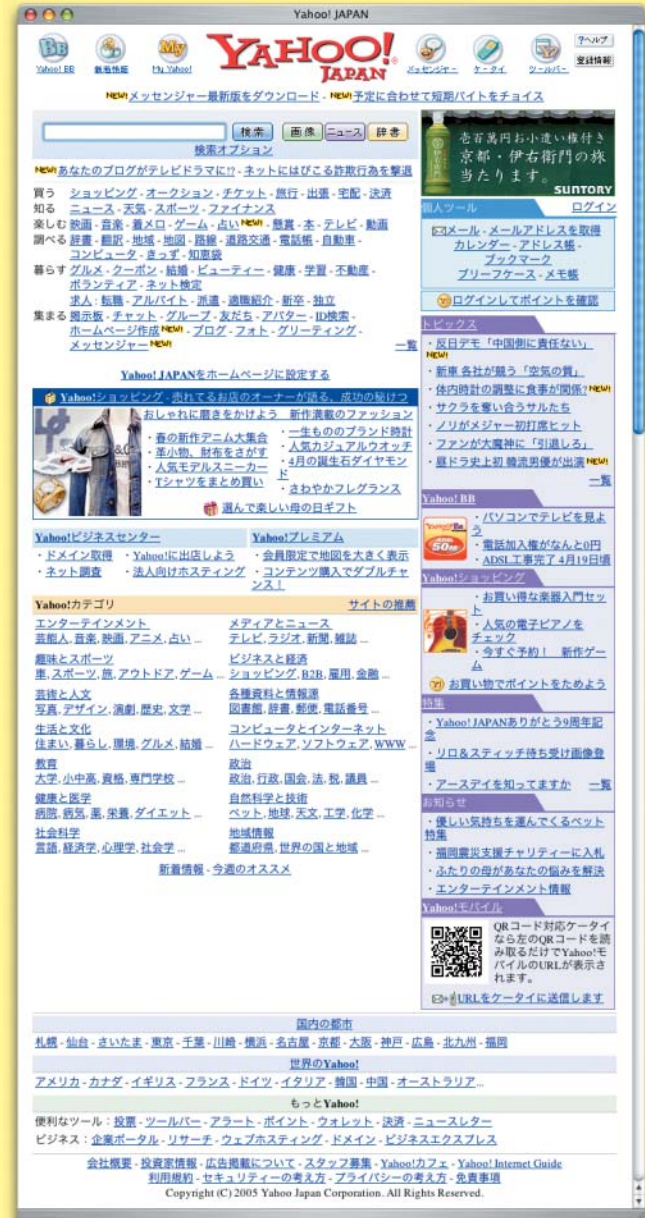 Yahoo! JAPAN
BB
My
YAHOO!
JAPAN
?ヘルプ
登録情報
Yahoo! BB
新着情報
My Yahoo!
メッセンジャー
ケータイ
ツールバー
NEW!メッセンジャー最新版をダウンロード - NEW!予定に合わせて短期バイトをチョイス
検索
画像
ニュース
辞書
検索オプション
NEW!あなたのブログがテレビドラマに!? - ネットにはびこる詐欺行為を撃退
買う ショッピング - オークション - チケット - 旅行 - 出張 - 宅配 - 決済
知る ニュース - 天気 - スポーツ - ファイナンス
楽しむ 映画 - 音楽 - 着メロ - ゲーム - 占いNEW! - 懸賞 - 本 - テレビ - 動画
調べる 辞書 - 翻訳 - 地域 - 地図 - 路線 - 道路交通 - 電話帳 - 自動車 -
コンピュータ - きっず - 知恵袋
暮らす グルメ - クーポン - 結婚 - ビューティー - 健康 - 学習 - 不動産 -
ボランティア - ネット検定
求人 : 転職 - アルバイト - 派遣 - 適職紹介 - 新卒 - 独立
集まる 掲示板 - チャット - グループ - 友だち - アバター - ID検索 -
ホームページ作成NEW! - ブログ - フォト - グリーティング -
メッセンジャーNEW!
一覧
Yahoo! JAPANをホームページに設定する
Yahoo!ショッピング - 売れてるお店のオーナーが語る、成功の秘けつ
おしゃれに磨きをかけよう 新作満載のファッション
・春の新作デニム大集合
・革小物、財布をさがす
・人気モデルスニーカー
・Tシャツをまとめ買い
・一生もののブランド時計
・人気カジュアルウオッチ
・4月の誕生石ダイヤモン
ド
・さわやかフレグランス
選んで楽しい母の日ギフト
Yahoo!ビジネスセンター
・ドメイン取得 ・Yahoo!に出店しよう
・ネット調査 ・法人向けホスティング
Yahoo!プレミアム
・会員限定で地図を大きく表示
・コンテンツ購入でダブルチャ
ンス!
Yahoo!カテゴリ
サイトの推薦
エンターテインメント
芸能人, 音楽, 映画, アニメ, 占い ...
メディアとニュース
テレビ, ラジオ, 新聞, 雑誌 ...
趣味とスポーツ
車, スポーツ, 旅, アウトドア, ゲーム ...
ビジネスと経済
ショッピング, B2B, 雇用, 金融 ...
芸術と人文
写真, デザイン, 演劇, 歴史, 文学 ...
各種資料と情報源
図書館, 辞書, 郵便, 電話番号 ...
生活と文化
住まい, 暮らし, 環境, グルメ, 結婚 ...
コンピュータとインターネット
ハードウェア, ソフトウェア, WWW ...
教育
大学, 小中高, 資格, 専門学校 ...
政治
政治, 行政, 国会, 法, 税, 議員 ...
健康と医学
病院, 病気, 薬, 栄養, ダイエット ...
自然科学と技術
ペット, 地球, 天文, 工学, 化学 ...
社会科学
言語, 経済学, 心理学, 社会学 ...
地域情報
都道府県, 世界の国と地域 ...
新着情報 - 今週のオススメ
壱百萬円お小遣い権付き
京都・伊右衛門の旅
当たります。
SUNTORY
個人ツール
ログイン
メール - メールアドレスを取得
カレンダー - アドレス帳 -
ブックマーク
ブリーフケース - メモ帳
ログインしてポイントを確認
トピックス
・反日デモ「中国側に責任ない」
NEW!
・新車 各社が競う「空気の質」
・体内時計の調整に食事が関係?NEW!
・サクラを奪い合うサルたち
・ノリがメジャー初打席ヒット
・ファンが大魔神に「引退しろ」
・昼ドラ史上初 韓流男優が出演NEW!
一覧
Yahoo! BB
・パソコンでテレビを見よ
う
・電話加入権がなんと0円
・ADSL工事完了 4月19日頃
Yahoo!ショッピング
・お買い得な楽器入門セッ
ト
・人気の電子ピアノを
チェック
・今すぐ予約! 新作ゲー
ム
お買い物でポイントをためよう
特集
・Yahoo! JAPANありがとう9周年記
念
・リロ&スティッチ待ち受け画像登
場
・アースデイを知ってますか 一覧
お知らせ
・優しい気持ちを運んでくるペット
特集
・福岡震災支援チャリティーに入札
・ふたりの母があなたの悩みを解決
・エンターテインメント情報
Yahoo!モバイル
QRコード対応ケータイ
なら左のQRコードを読
み取るだけでYahoo!モ
バイルのURLが表示さ
れます。
URLをケータイに送信します
国内の都市
札幌 - 仙台 - さいたま - 東京 - 千葉 - 川崎 - 横浜 - 名古屋 - 京都 - 大阪 - 神戸 - 広島 - 北九州 - 福岡
世界のYahoo!
アメリカ - カナダ - イギリス - フランス - ドイツ - イタリア - 韓国 - 中国 - オーストラリア...
もっとYahoo!
便利なツール : 投票 - ツールバー - アラート - ポイント - ウォレット - 決済 - ニュースレター
ビジネス : 企業ポータル - リサーチ - ウェブホスティング - ドメイン - ビジネスエクスプレス
会社概要 - 投資家情報 - 広告掲載について - スタッフ募集 - Yahoo!カフェ - Yahoo! Internet Guide
利用規約 - セキュリティーの考え方 - プライバシーの考え方 - 免責事項
Copyright (C) 2005 Yahoo Japan Corporation. All Rights Reserved.